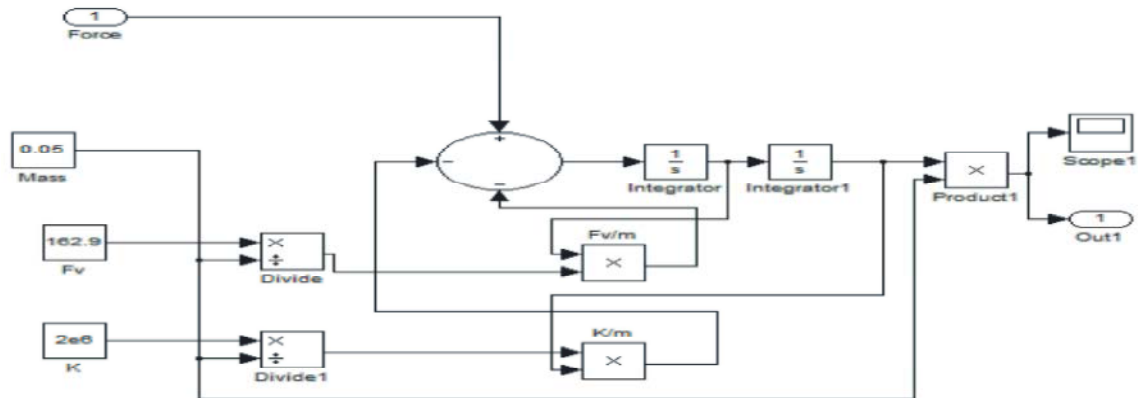 1
Force
0.05
Mass
+
−
−
1
s
Integrator
1
s
Integrator1
×
Product1
Scope1
1
Out1
162.9
Fv
×
÷
Divide
Fv/m
×
2e6
K
×
÷
Divide1
K/m
×